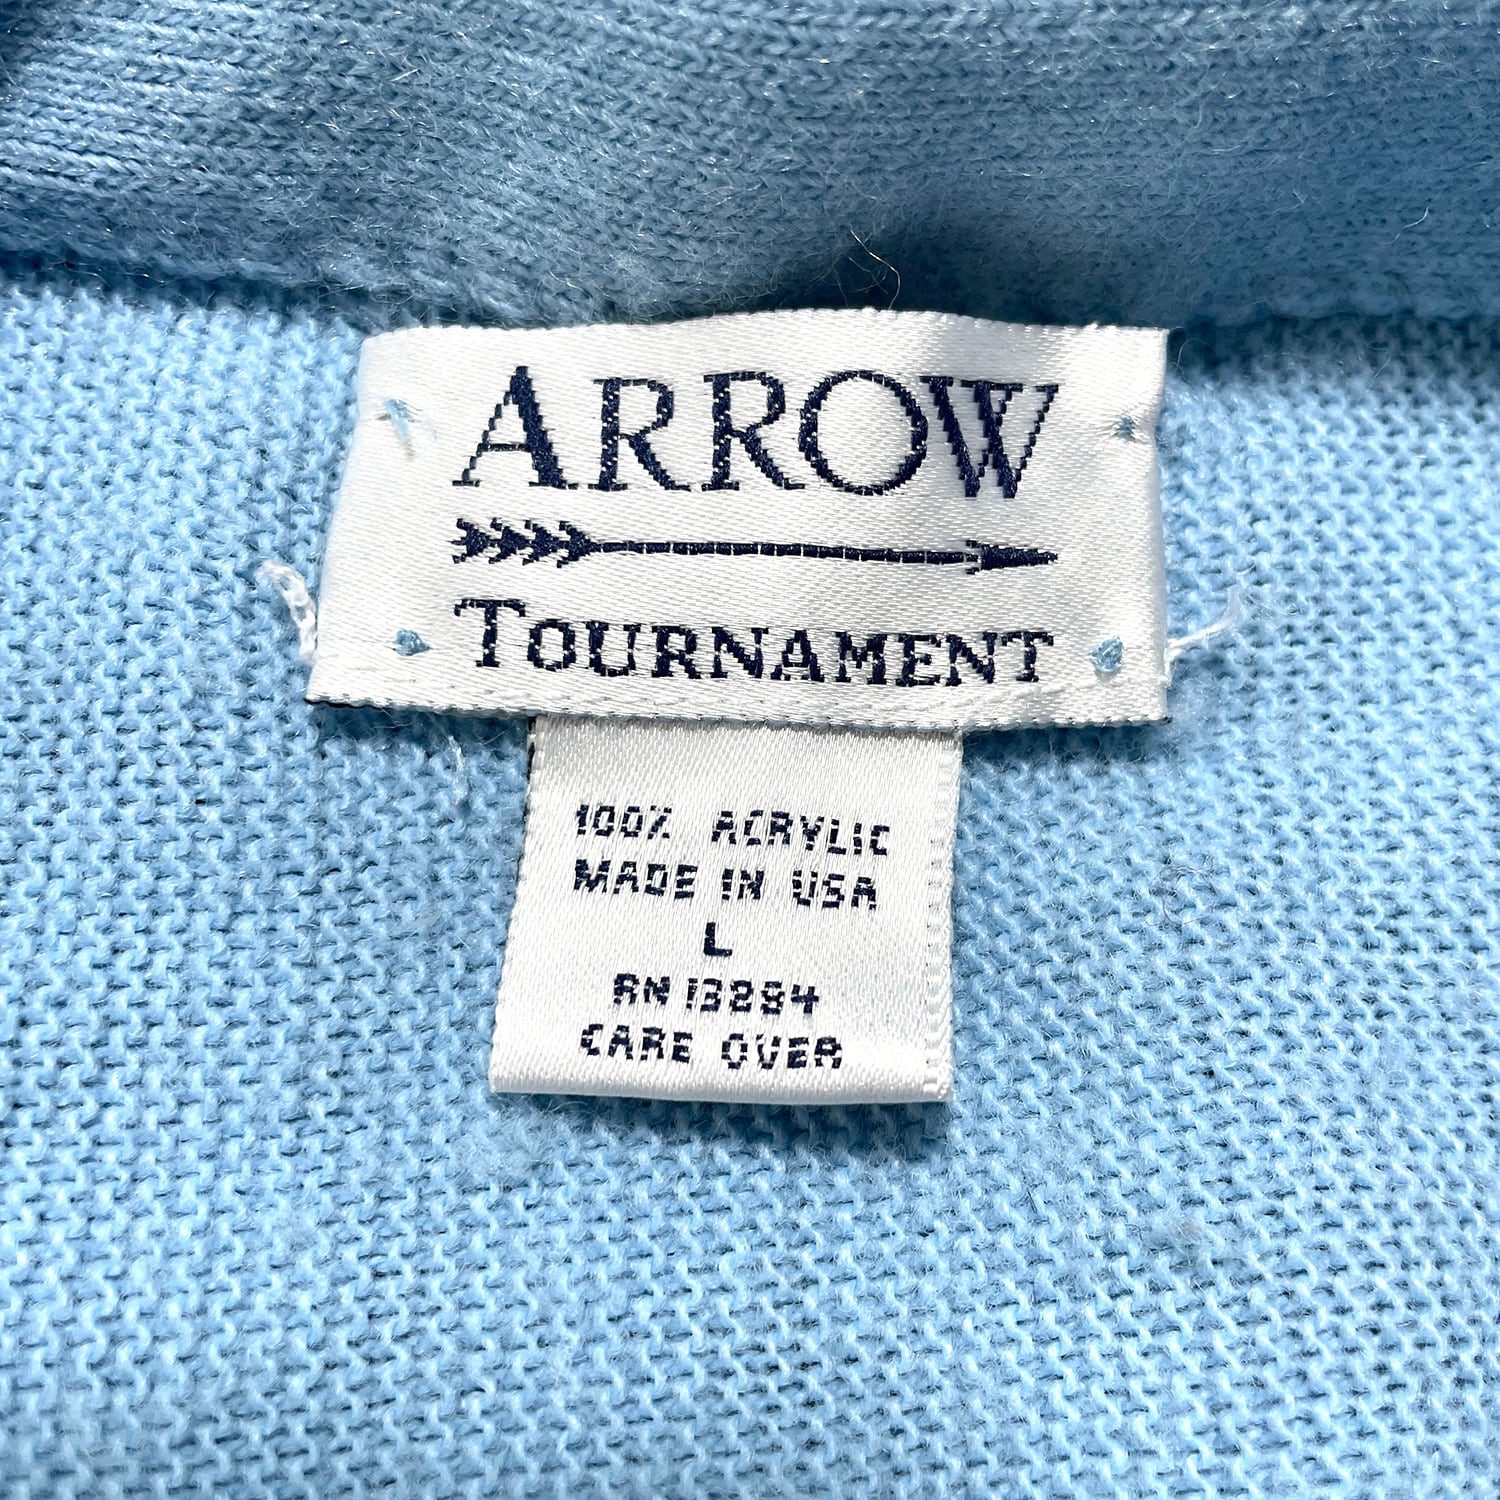 ARROW
TOURNAMENT
100% ACRYLIC
MADE IN USA
L
RN 13284
CARE OVER